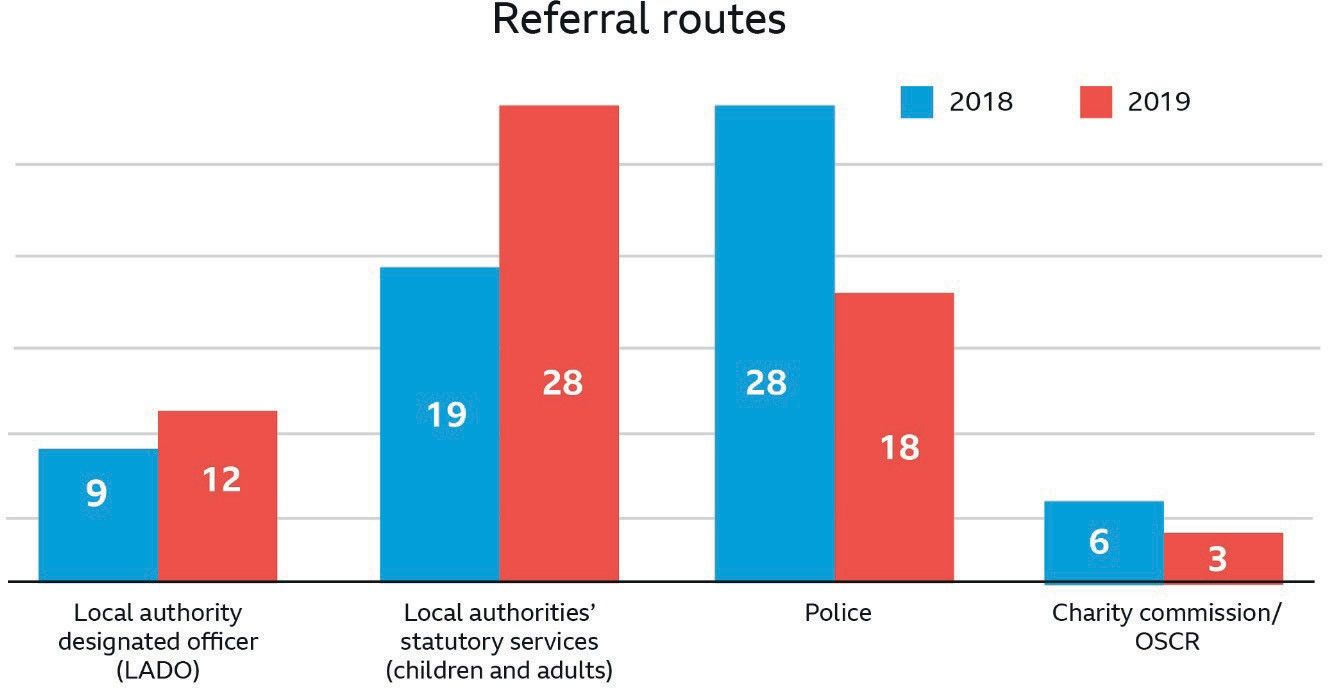 Referral routes
2018
2019
9
12
19
28
28
18
6
3
Local authority
designated officer
(LADO)
Local authorities’
statutory services
(children and adults)
Police
Charity commission/
OSCR